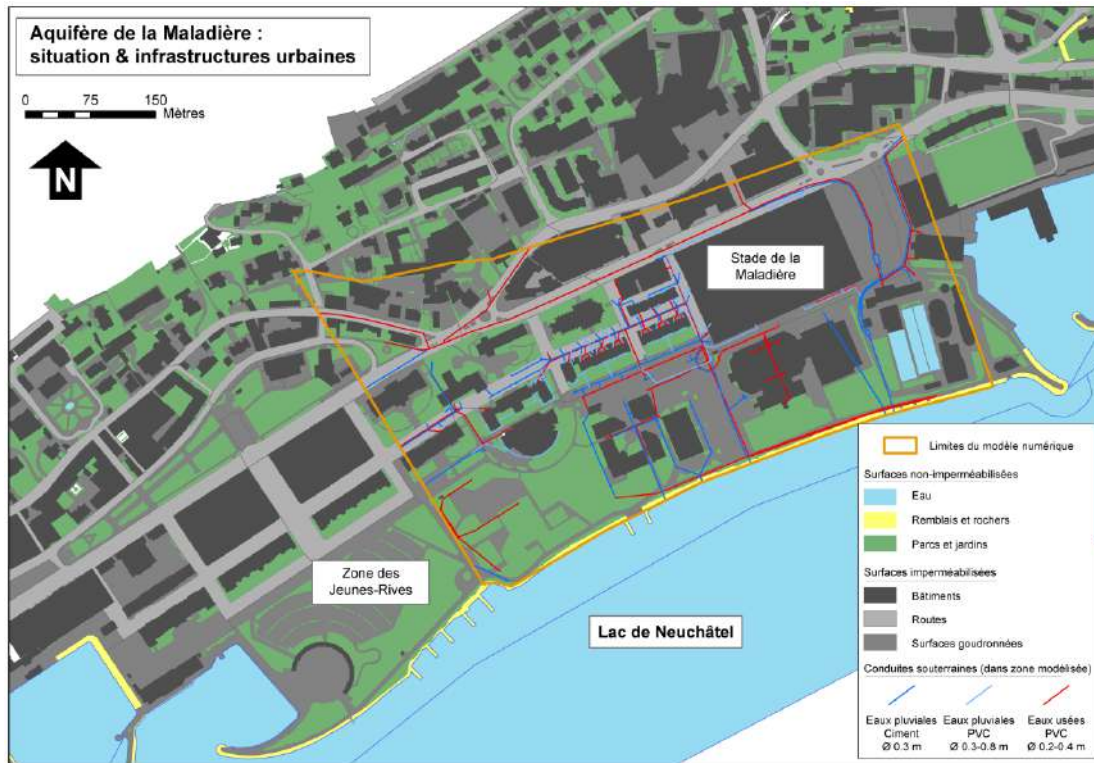 Aquifère de la Maladière :
situation & infrastructures urbaines
0 75 150
Mètres
N
Stade de la
Maladière
Zone des
Jeunes-Rives
Lac de Neuchâtel
Limites du modèle numérique
Surfaces non-imperméabilisées
Eau
Remblais et rochers
Parcs et jardins
Surfaces imperméabilisées
Bâtiments
Routes
Surfaces goudronnées
Conduites souterraines (dans zone modélisée)
Eaux pluviales Eaux pluviales Eaux usées
Ciment PVC PVC
Ø 0.3 m Ø 0.3-0.8 m Ø 0.2-0.4 m